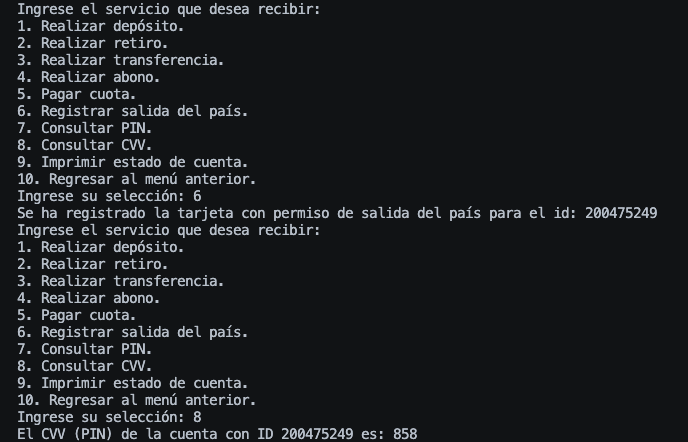 Ingrese el servicio que desea recibir:
1. Realizar depósito.
2. Realizar retiro.
3. Realizar transferencia.
4. Realizar abono.
5. Pagar cuota.
6. Registrar salida del país.
7. Consultar PIN.
8. Consultar CVV.
9. Imprimir estado de cuenta.
10. Regresar al menú anterior.
Ingrese su selección: 6
Se ha registrado la tarjeta con permiso de salida del país para el id: 200475249
Ingrese el servicio que desea recibir:
1. Realizar depósito.
2. Realizar retiro.
3. Realizar transferencia.
4. Realizar abono.
5. Pagar cuota.
6. Registrar salida del país.
7. Consultar PIN.
8. Consultar CVV.
9. Imprimir estado de cuenta.
10. Regresar al menú anterior.
Ingrese su selección: 8
El CVV (PIN) de la cuenta con ID 200475249 es: 858